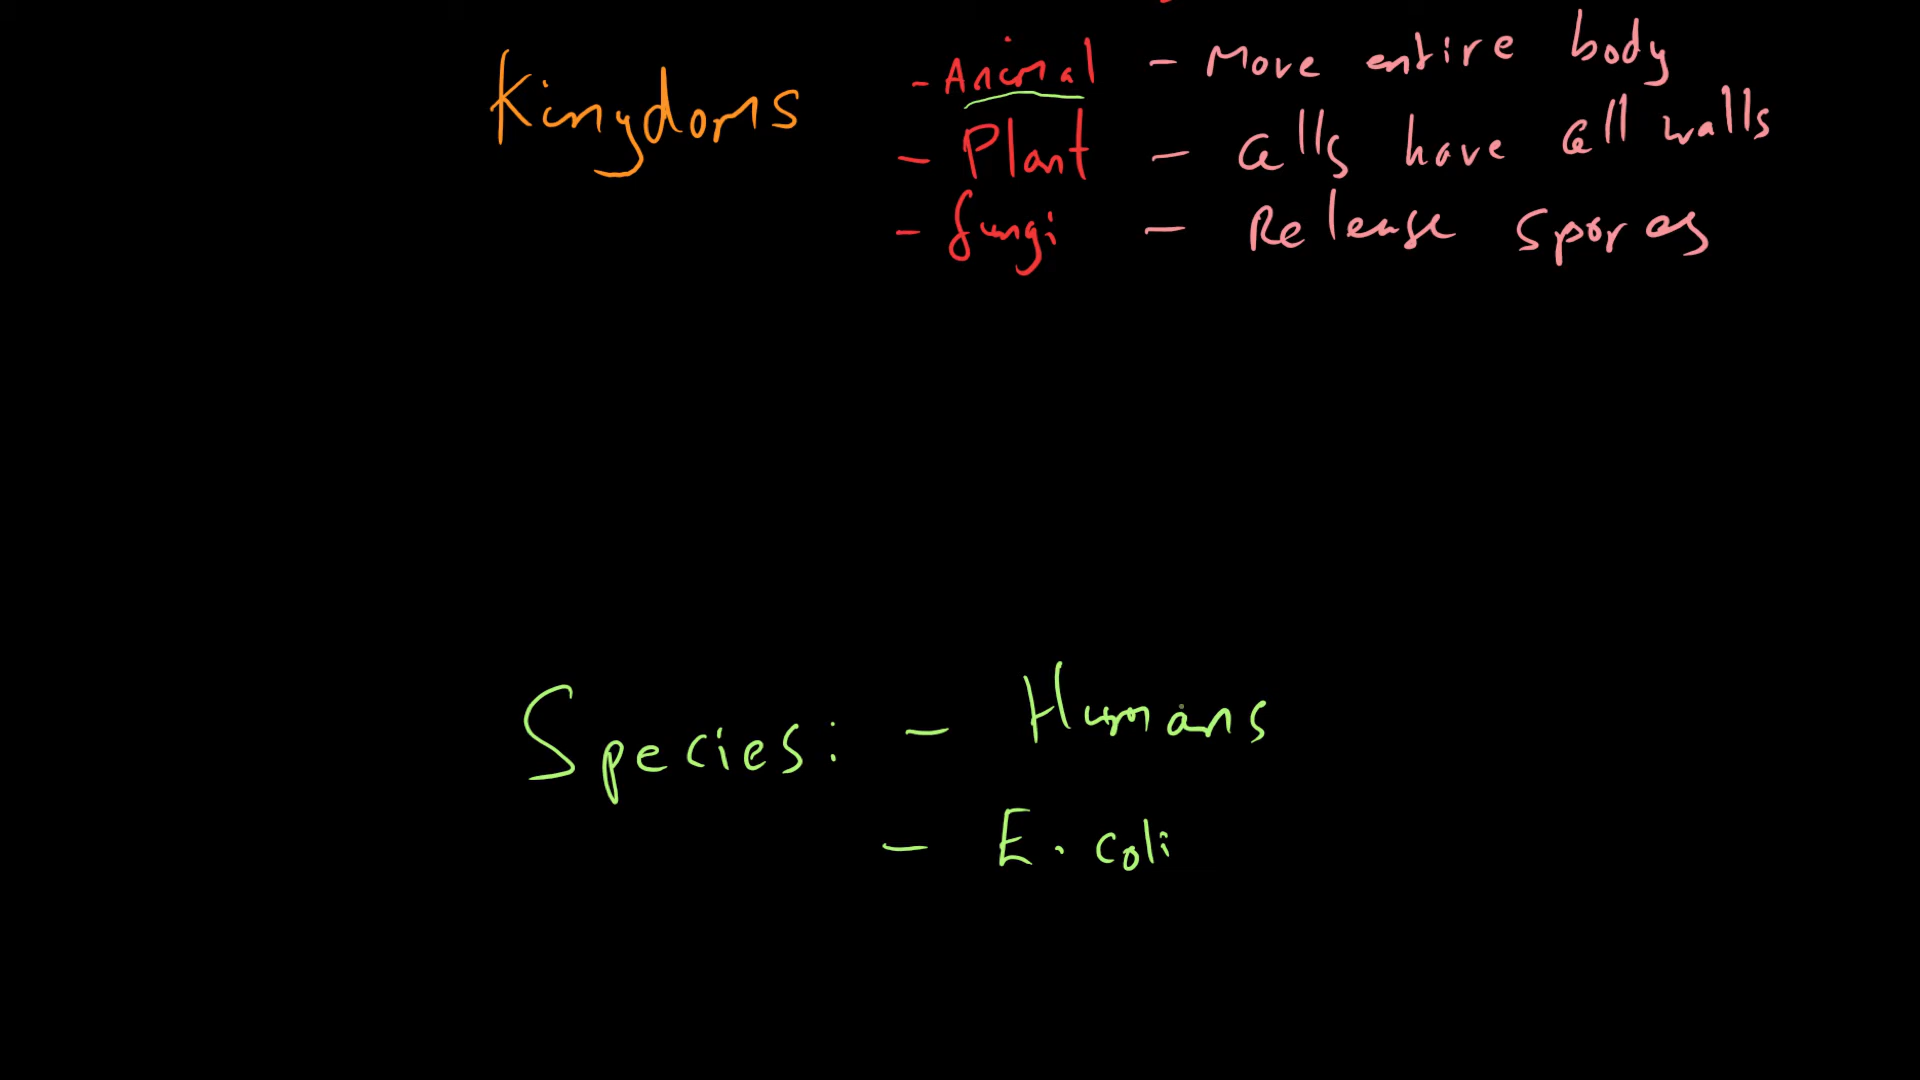 Kingdoms - Animal - Move entire body
- Plant - Cells have cell walls
- fungi - Release spores
Species: - Humans
- E. coli